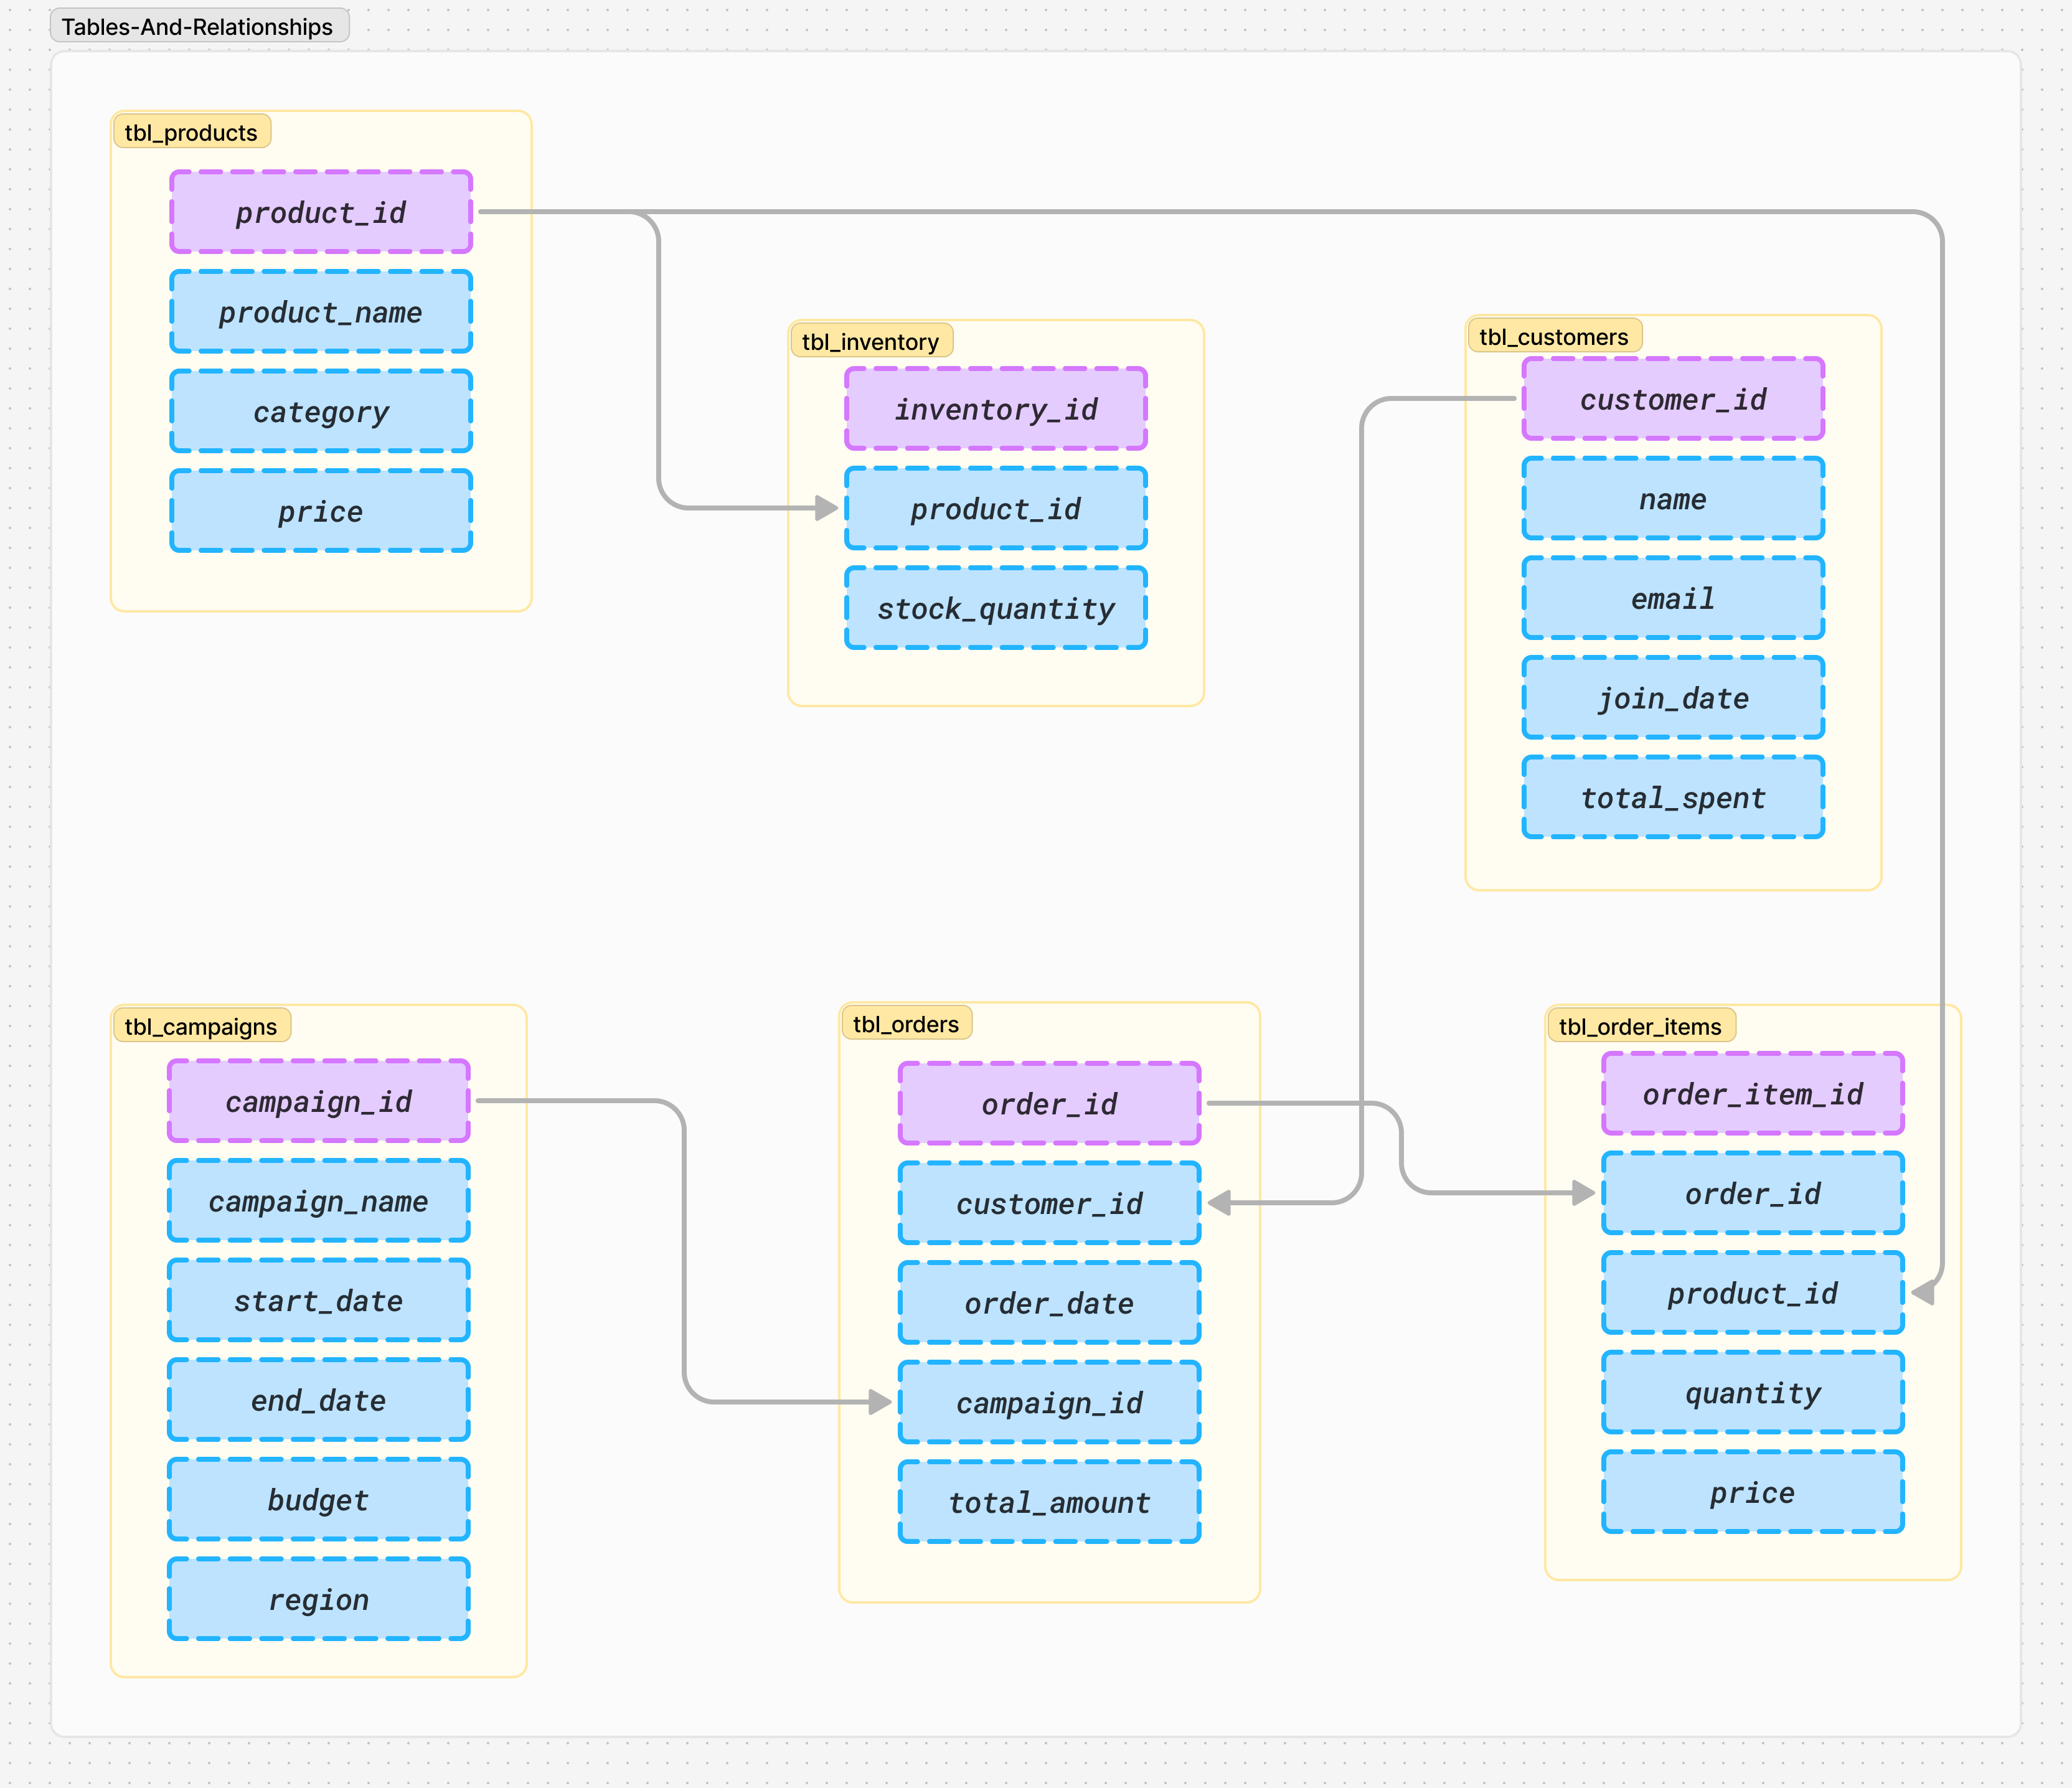 Tables-And-Relationships
tbl_products
product_id
product_name
category
price
tbl_inventory
inventory_id
product_id
stock_quantity
tbl_customers
customer_id
name
email
join_date
total_spent
tbl_campaigns
campaign_id
campaign_name
start_date
end_date
budget
region
tbl_orders
order_id
customer_id
order_date
campaign_id
total_amount
tbl_order_items
order_item_id
order_id
product_id
quantity
price